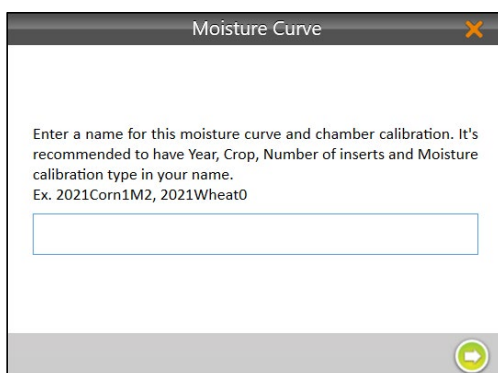 Moisture Curve
Enter a name for this moisture curve and chamber calibration. It's
recommended to have Year, Crop, Number of inserts and Moisture
calibration type in your name.
Ex. 2021Corn1M2, 2021Wheat0